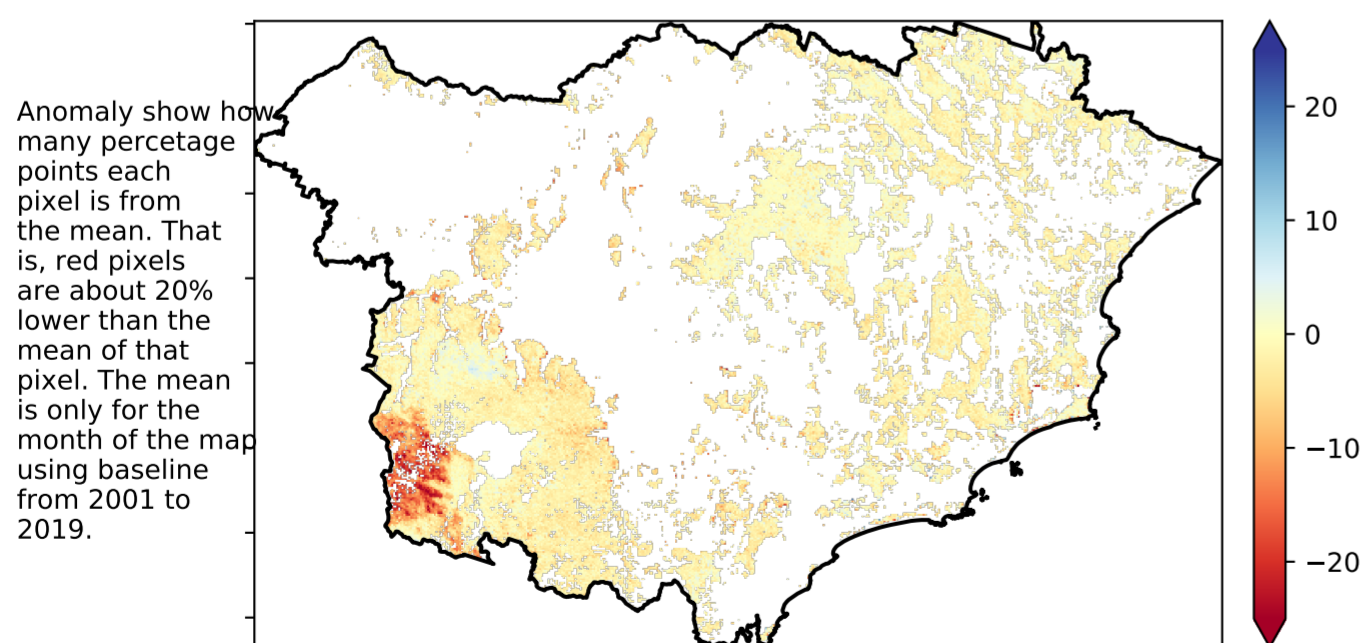 Anomaly show how
many percetage
points each
pixel is from
the mean. That
is, red pixels
are about 20%
lower than the
mean of that
pixel. The mean
is only for the
month of the map
using baseline
from 2001 to
2019.
20
10
0
−10
−20